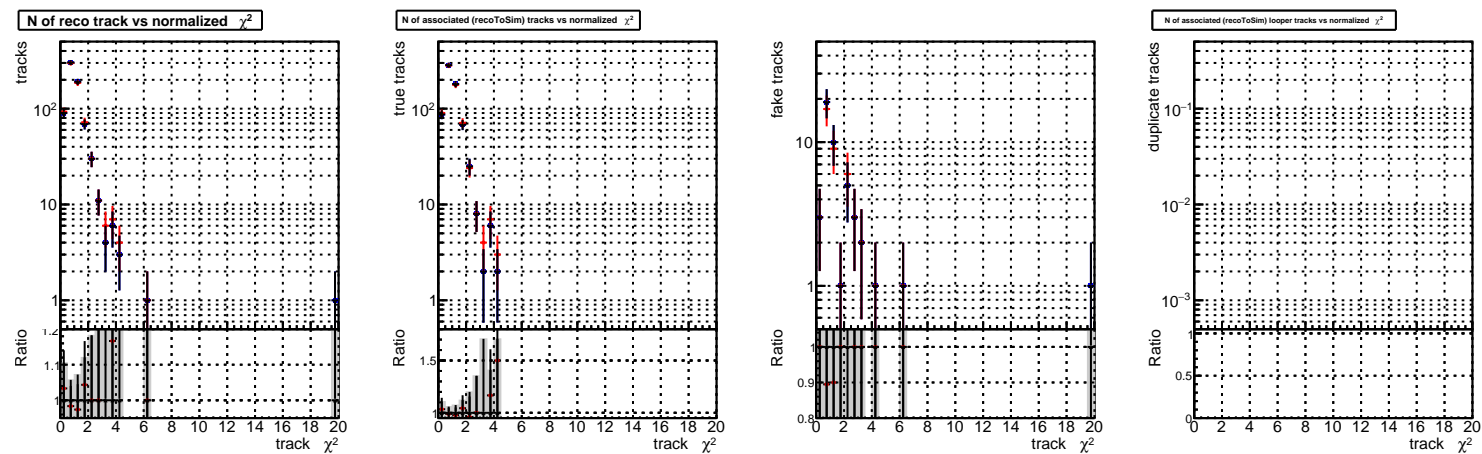 N of reco track vs normalized χ²
tracks
10²
10
1
Ratio
1.2
1.1
1
0 2 4 6 8 10 12 14 16 18 20
track χ²
N of associated (recoToSim) tracks vs normalized χ²
true tracks
10²
10
1
Ratio
1.5
1
0 2 4 6 8 10 12 14 16 18 20
track χ²
fake tracks
10
1
Ratio
1
0.9
0.8
0 2 4 6 8 10 12 14 16 18 20
track χ²
N of associated (recoToSim) looper tracks vs normalized χ²
duplicate tracks
10⁻¹
10⁻²
10⁻³
Ratio
1
0.5
0
0 2 4 6 8 10 12 14 16 18 20
track χ²